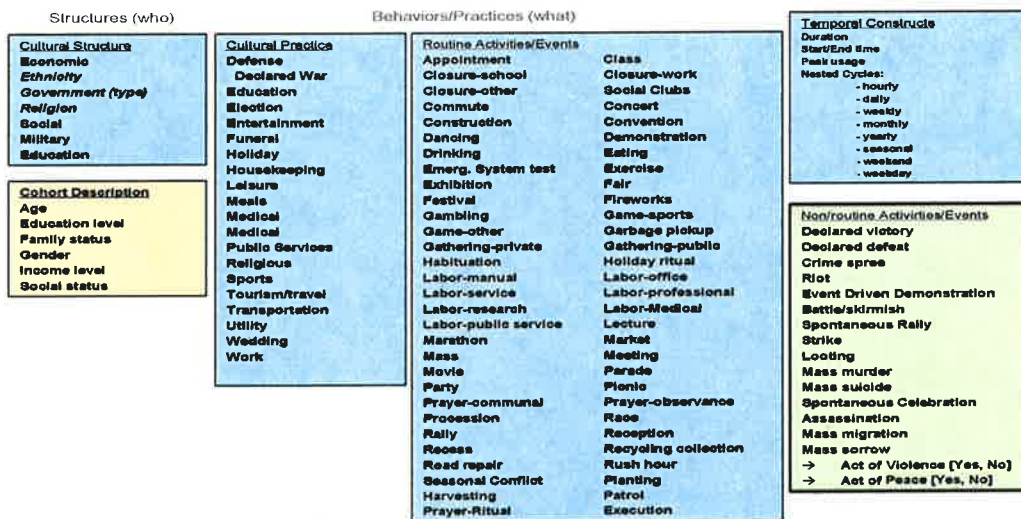 Structures (who)
Behaviors/Practices (what)
Cultural Structure
Economic
Ethnicity
Government (type)
Religion
Social
Military
Education
Cohort Description
Age
Education level
Family status
Gender
Income level
Social status
Cultural Practice
Defense
Declared War
Education
Election
Entertainment
Funeral
Holiday
Housekeeping
Leisure
Meals
Medical
Medical
Public Services
Religious
Sports
Tourism/travel
Transportation
Utility
Wedding
Work
Routine Activities/Events
Appointment Class
Closure-school Closure-work
Closure-other Social Clubs
Commute Concert
Construction Convention
Dancing Demonstration
Drinking Eating
Emerg. System test Exercise
Exhibition Fair
Festival Fireworks
Gambling Game-sports
Game-other Garbage pickup
Gathering-private Gathering-public
Habituation Holiday ritual
Labor-manual Labor-office
Labor-service Labor-professional
Labor-research Labor-Medical
Labor-public service Lecture
Marathon Market
Mass Meeting
Movie Parade
Party Picnic
Prayer-communal Prayer-observance
Procession Race
Rally Reception
Recess Recycling collection
Road repair Rush hour
Seasonal Conflict Planting
Harvesting Patrol
Prayer-Ritual Execution
Temporal Constructs
Duration
Start/End time
Peak usage
Nested Cycles:
- hourly
- daily
- weekly
- monthly
- yearly
- seasonal
- weekend
- weekday
Non/routine Activirties/Events
Declared victory
Declared defeat
Crime spree
Riot
Event Driven Demonstration
Battle/skirmish
Spontaneous Rally
Strike
Looting
Mass murder
Mass suicide
Spontaneous Celebration
Assassination
Mass migration
Mass sorrow
→ Act of Violence [Yes, No]
→ Act of Peace [Yes, No]